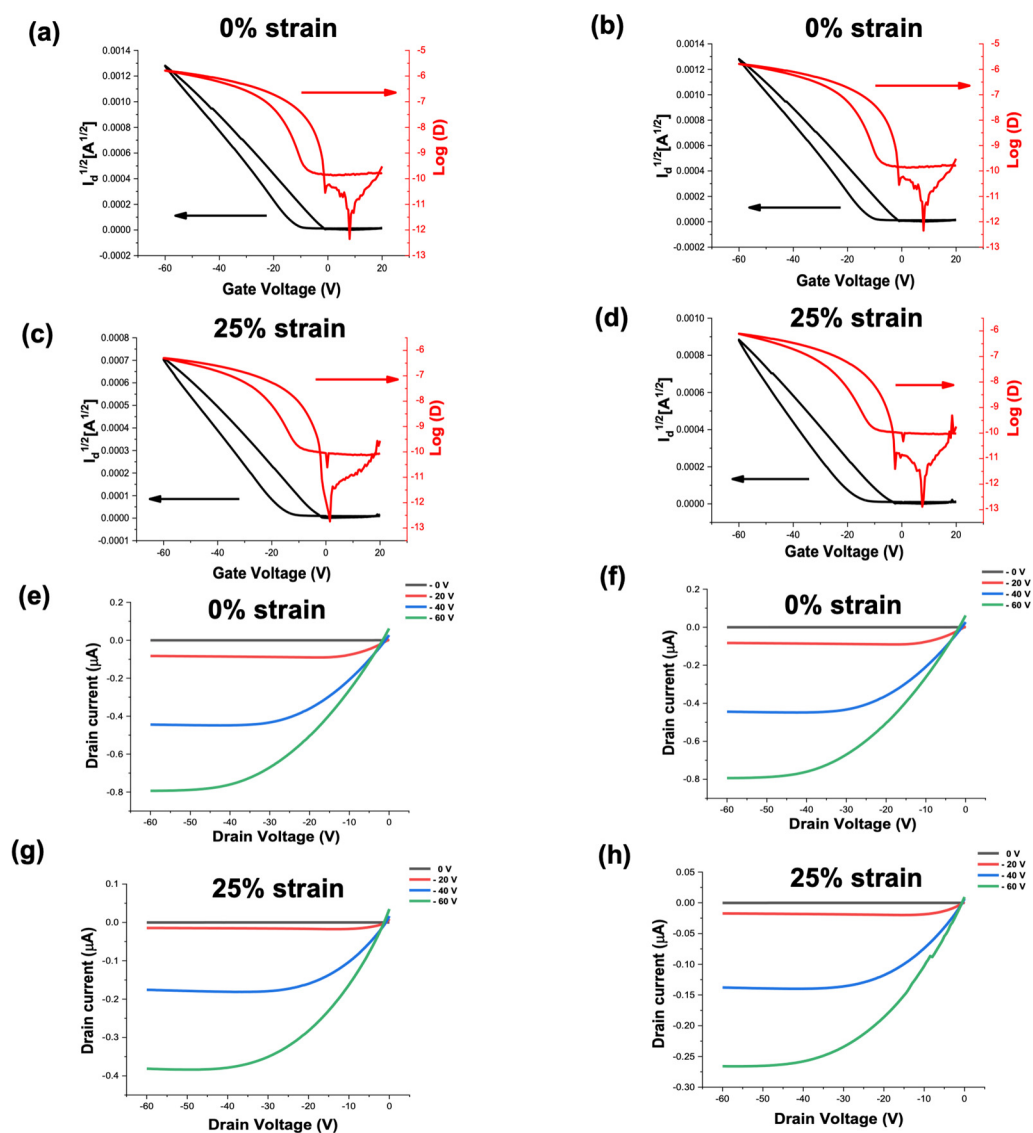 (a)
0% strain
0.0014
0.0012
0.0010
0.0008
0.0006
0.0004
0.0002
0.0000
-0.0002
-5
-6
-7
-8
-9
-10
-11
-12
-13
-60
-40
-20
0
20
I_d^1/2[A^1/2]
Log (D)
Gate Voltage (V)
(b)
0% strain
0.0014
0.0012
0.0010
0.0008
0.0006
0.0004
0.0002
0.0000
-0.0002
-5
-6
-7
-8
-9
-10
-11
-12
-13
-60
-40
-20
0
20
I_d^1/2[A^1/2]
Log (D)
Gate Voltage (V)
(c)
25% strain
0.0008
0.0007
0.0006
0.0005
0.0004
0.0003
0.0002
0.0001
0.0000
-0.0001
-6
-7
-8
-9
-10
-11
-12
-13
-60
-40
-20
0
20
I_d^1/2[A^1/2]
Log (D)
Gate Voltage (V)
(d)
25% strain
0.0010
0.0008
0.0006
0.0004
0.0002
0.0000
-6
-7
-8
-9
-10
-11
-12
-13
-60
-40
-20
0
20
I_d^1/2[A^1/2]
Log (D)
Gate Voltage (V)
(e)
0% strain
- 0 V
- 20 V
- 40 V
- 60 V
0.2
0.0
-0.2
-0.4
-0.6
-0.8
-60
-50
-40
-30
-20
-10
0
Drain current (μA)
Drain Voltage (V)
(f)
0% strain
- 0 V
- 20 V
- 40 V
- 60 V
0.2
0.0
-0.2
-0.4
-0.6
-0.8
-60
-50
-40
-30
-20
-10
0
Drain current (μA)
Drain Voltage (V)
(g)
25% strain
0 V
- 20 V
- 40 V
- 60 V
0.1
0.0
-0.1
-0.2
-0.3
-0.4
-60
-50
-40
-30
-20
-10
0
Drain current (μA)
Drain Voltage (V)
(h)
25% strain
0 V
- 20 V
- 40 V
- 60 V
0.05
0.00
-0.05
-0.10
-0.15
-0.20
-0.25
-0.30
-60
-50
-40
-30
-20
-10
0
Drain current (μA)
Drain Voltage (V)